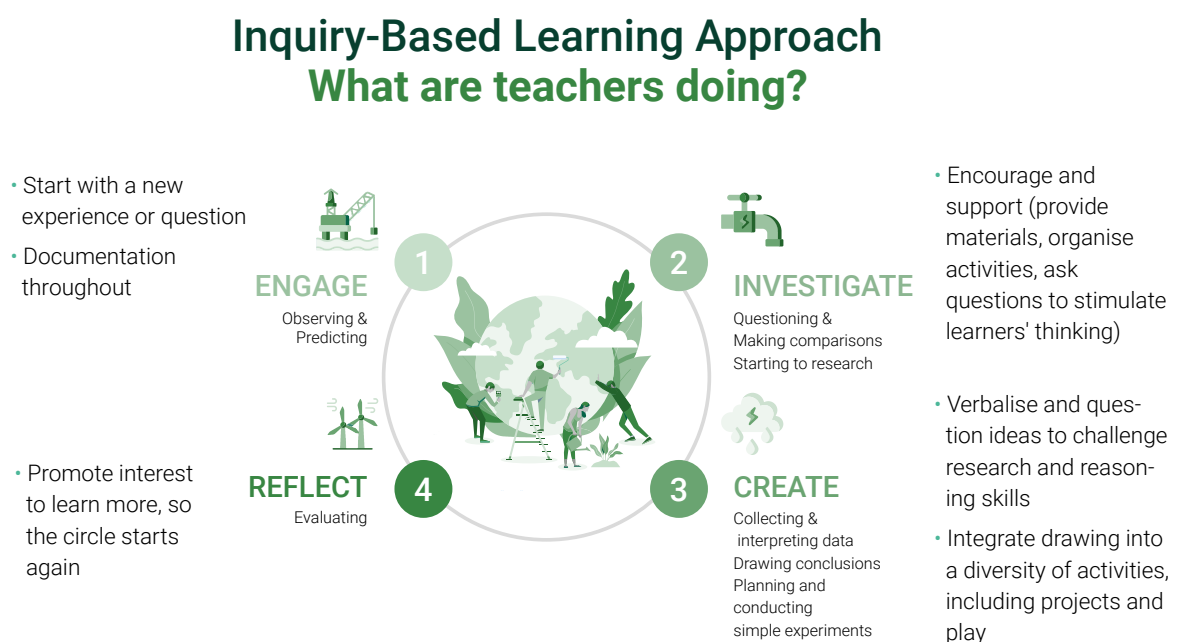 Inquiry-Based Learning Approach
What are teachers doing?
• Start with a new
experience or question
• Documentation
throughout
1
ENGAGE
Observing &
Predicting
2
INVESTIGATE
Questioning &
Making comparisons
Starting to research
• Encourage and
support (provide
materials, organise
activities, ask
questions to stimulate
learners' thinking)
• Promote interest
to learn more, so
the circle starts
again
REFLECT
Evaluating
4
3
CREATE
Collecting &
interpreting data
Drawing conclusions
Planning and
conducting
simple experiments
• Verbalise and ques-
tion ideas to challenge
research and reason-
ing skills
• Integrate drawing into
a diversity of activities,
including projects and
play